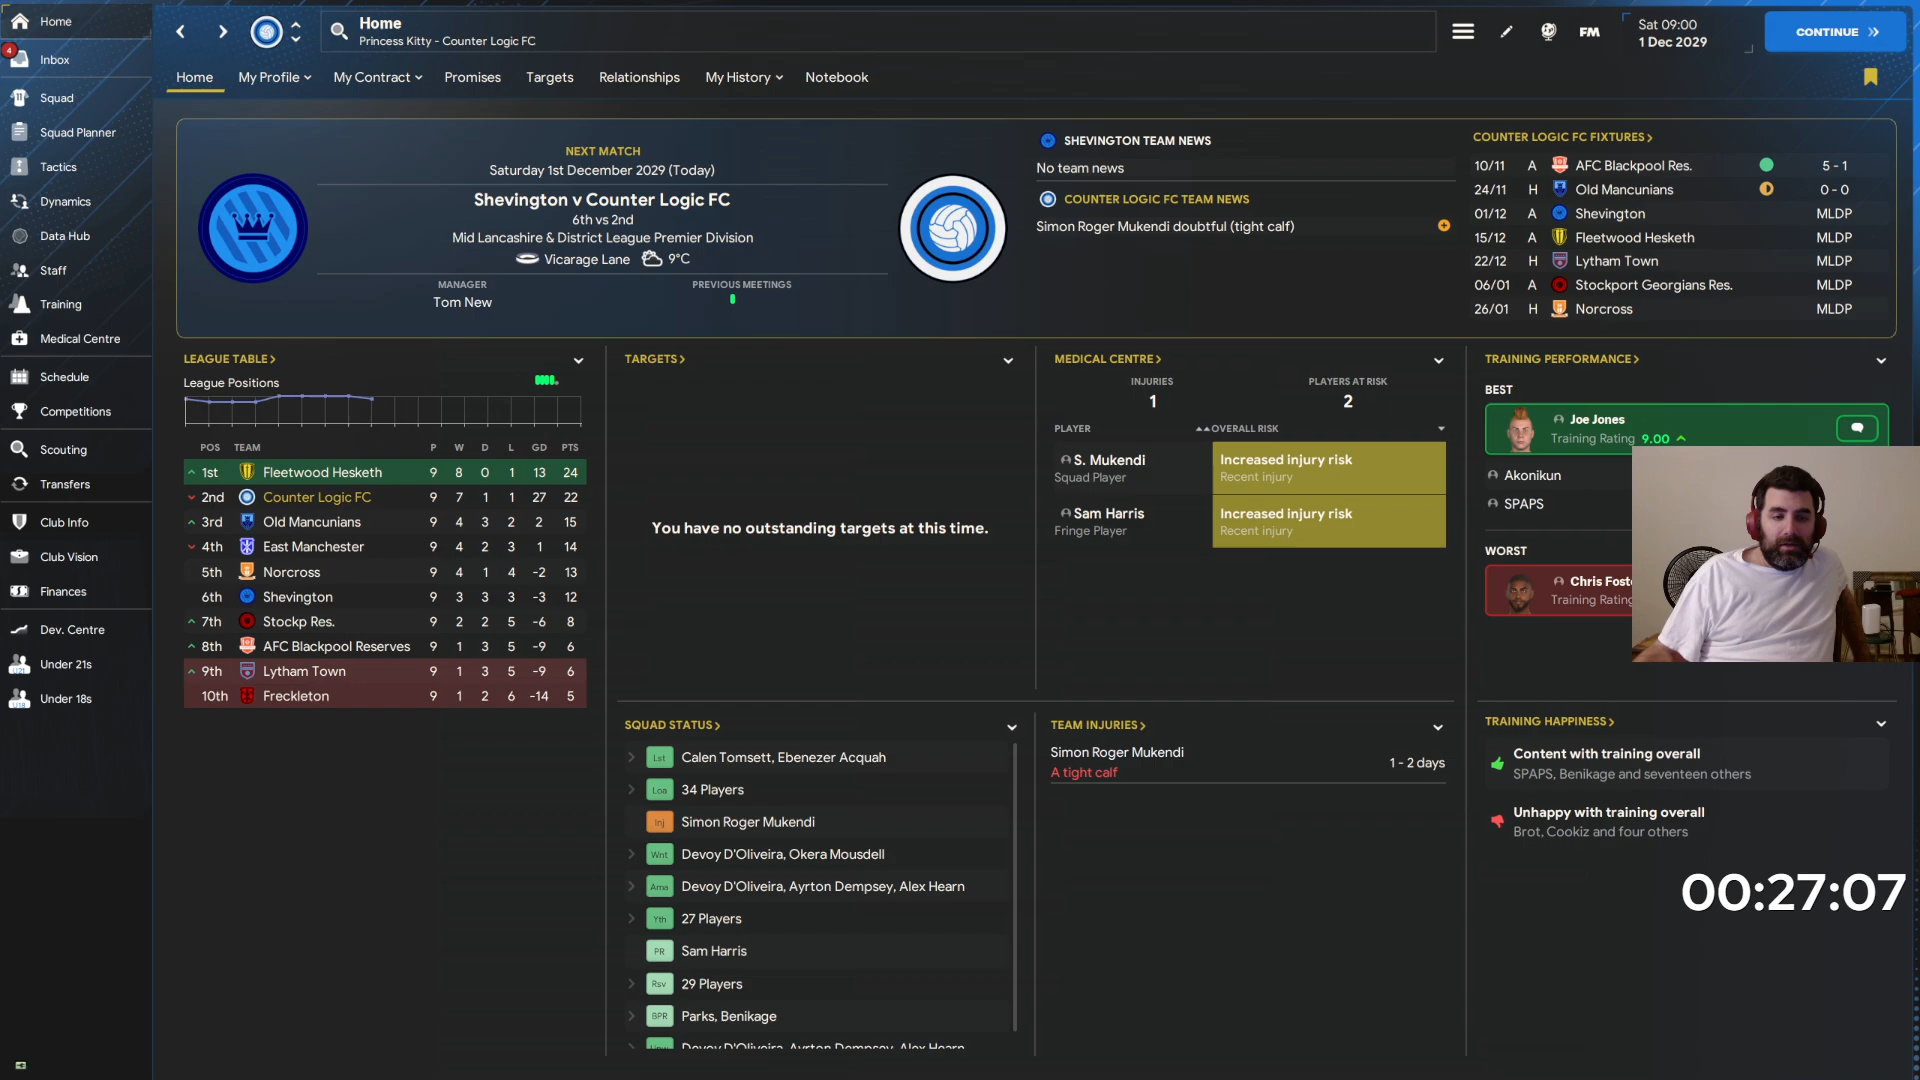 Home
4
Inbox
Squad
Squad Planner
Tactics
Dynamics
Data Hub
Staff
Training
Medical Centre
Schedule
Competitions
Scouting
Transfers
Club Info
Club Vision
Finances
Dev. Centre
Under 21s
Under 18s
Home
Princess Kitty - Counter Logic FC
FM
Sat 09:00
1 Dec 2029
CONTINUE
Home My Profile My Contract Promises Targets Relationships My History Notebook
NEXT MATCH
Saturday 1st December 2029 (Today)
Shevington v Counter Logic FC
6th vs 2nd
Mid Lancashire & District League Premier Division
Vicarage Lane 9°C
MANAGER
Tom New
PREVIOUS MEETINGS
SHEVINGTON TEAM NEWS
No team news
COUNTER LOGIC FC TEAM NEWS
Simon Roger Mukendi doubtful (tight calf)
COUNTER LOGIC FC FIXTURES
10/11 A AFC Blackpool Res. 5 - 1
24/11 H Old Mancunians 0 - 0
01/12 A Shevington MLDP
15/12 A Fleetwood Hesketh MLDP
22/12 H Lytham Town MLDP
06/01 A Stockport Georgians Res. MLDP
26/01 H Norcross MLDP
LEAGUE TABLE
League Positions
POS TEAM P W D L GD PTS
1st Fleetwood Hesketh 9 8 0 1 13 24
2nd Counter Logic FC 9 7 1 1 27 22
3rd Old Mancunians 9 4 3 2 2 15
4th East Manchester 9 4 2 3 1 14
5th Norcross 9 4 1 4 -2 13
6th Shevington 9 3 3 3 -3 12
7th Stockp Res. 9 2 2 5 -6 8
8th AFC Blackpool Reserves 9 1 3 5 -9 6
9th Lytham Town 9 1 3 5 -9 6
10th Freckleton 9 1 2 6 -14 5
TARGETS
You have no outstanding targets at this time.
MEDICAL CENTRE
INJURIES
1
PLAYERS AT RISK
2
PLAYER OVERALL RISK
S. Mukendi
Squad Player
Increased injury risk
Recent injury
Sam Harris
Fringe Player
Increased injury risk
Recent injury
TRAINING PERFORMANCE
BEST
Joe Jones
Training Rating 9.00
Akonikun
SPAPS
WORST
Chris Foste
Training Rating
SQUAD STATUS
Lst Calen Tomsett, Ebenezer Acquah
Loa 34 Players
Inj Simon Roger Mukendi
Wnt Devoy D'Oliveira, Okera Mousdell
Ama Devoy D'Oliveira, Ayrton Dempsey, Alex Hearn
Yth 27 Players
PR Sam Harris
Rsv 29 Players
BPR Parks, Benikage
Devoy D'Oliveira, Ayrton Dempsey, Alex Hearn
TEAM INJURIES
Simon Roger Mukendi
A tight calf
1 - 2 days
TRAINING HAPPINESS
Content with training overall
SPAPS, Benikage and seventeen others
Unhappy with training overall
Brot, Cookiz and four others
00:27:07